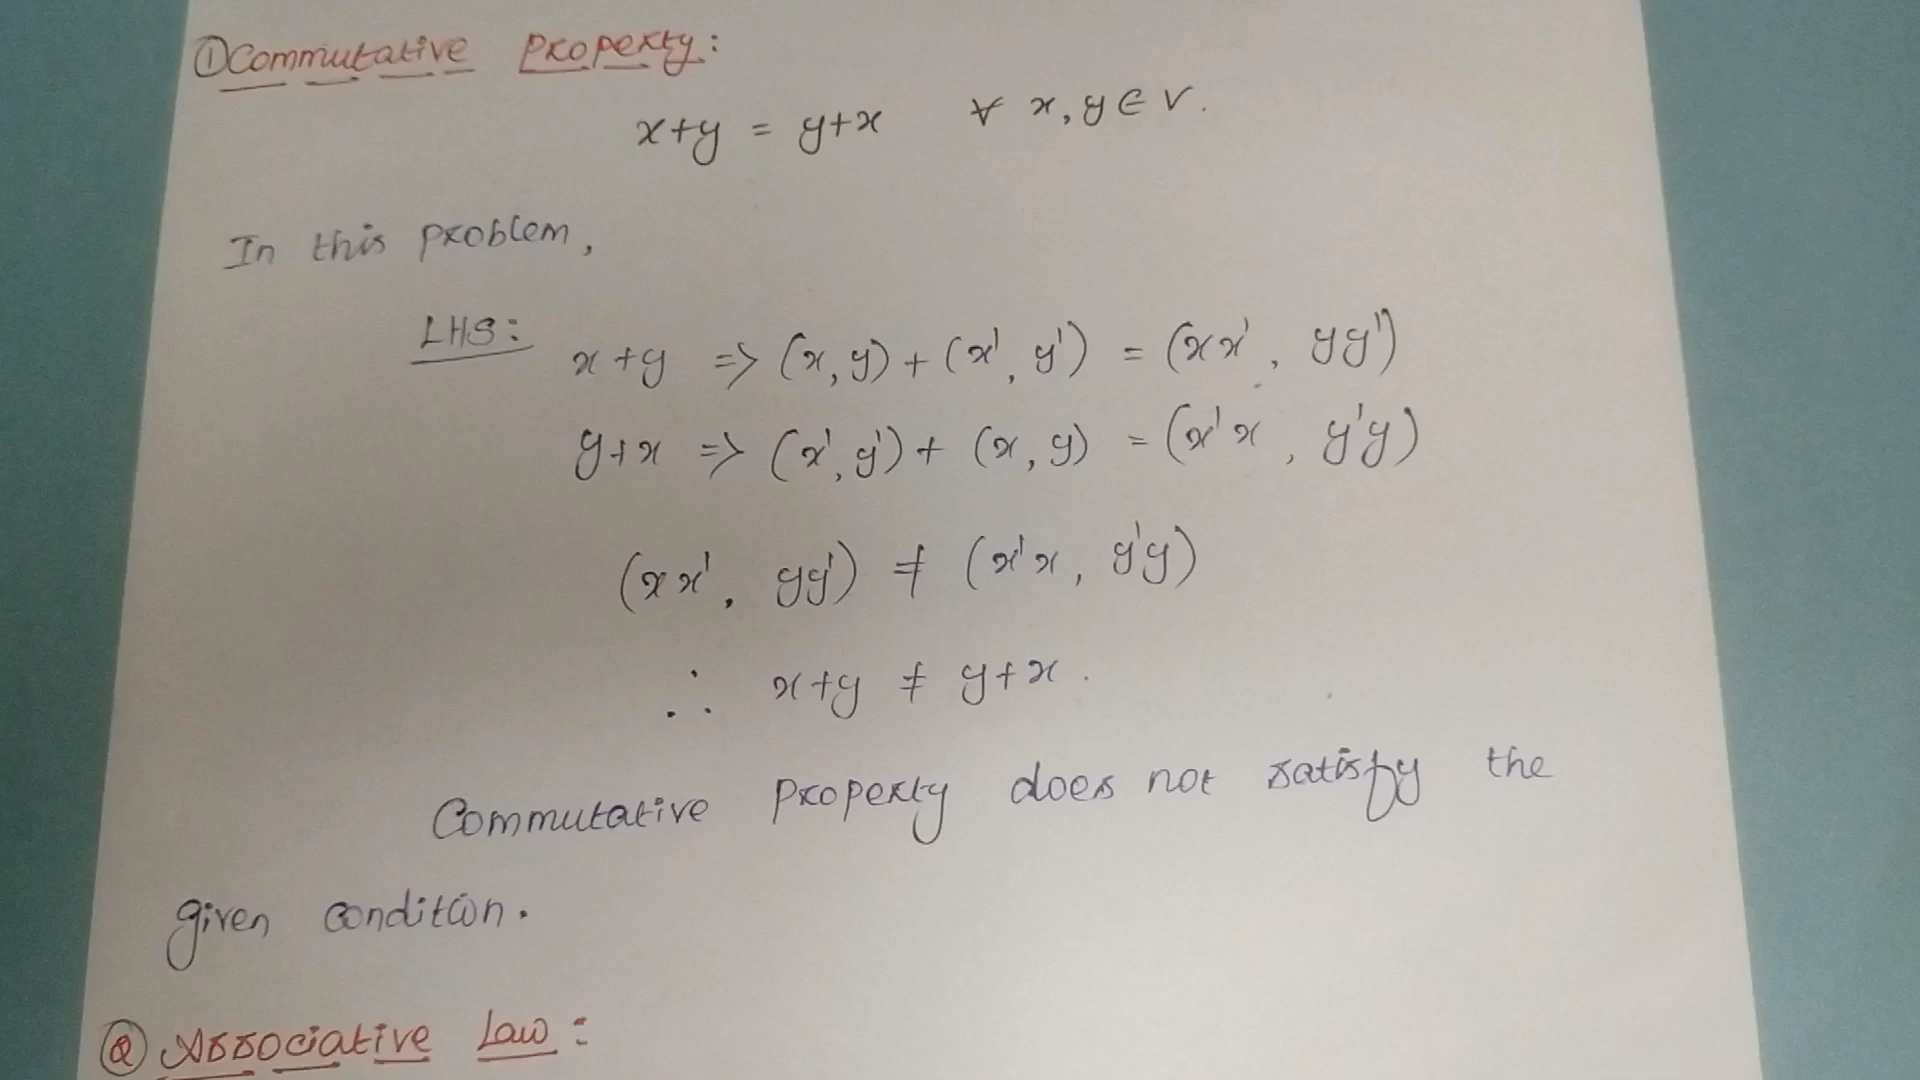 ① Commutative Property:
x+y = y+x ∀ x, y ∈ V.
In this problem,
LHS:
x+y => (x, y) + (x', y') = (xx', yy')
y+x => (x', y') + (x, y) = (x'x, y'y)
(xx', yy') ≠ (x'x, y'y)
∴ x+y ≠ y+x.
Commutative Property does not satisfy the
given condition.
② Associative Law: